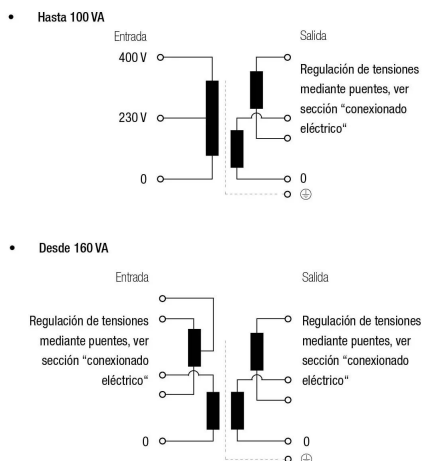 • Hasta 100 VA
Entrada
Salida
400 V
230 V
0
Regulación de tensiones
mediante puentes, ver
sección “conexionado
eléctrico“
0
• Desde 160 VA
Entrada
Salida
Regulación de tensiones
mediante puentes, ver
sección “conexionado
eléctrico“
0
Regulación de tensiones
mediante puentes, ver
sección “conexionado
eléctrico“
0